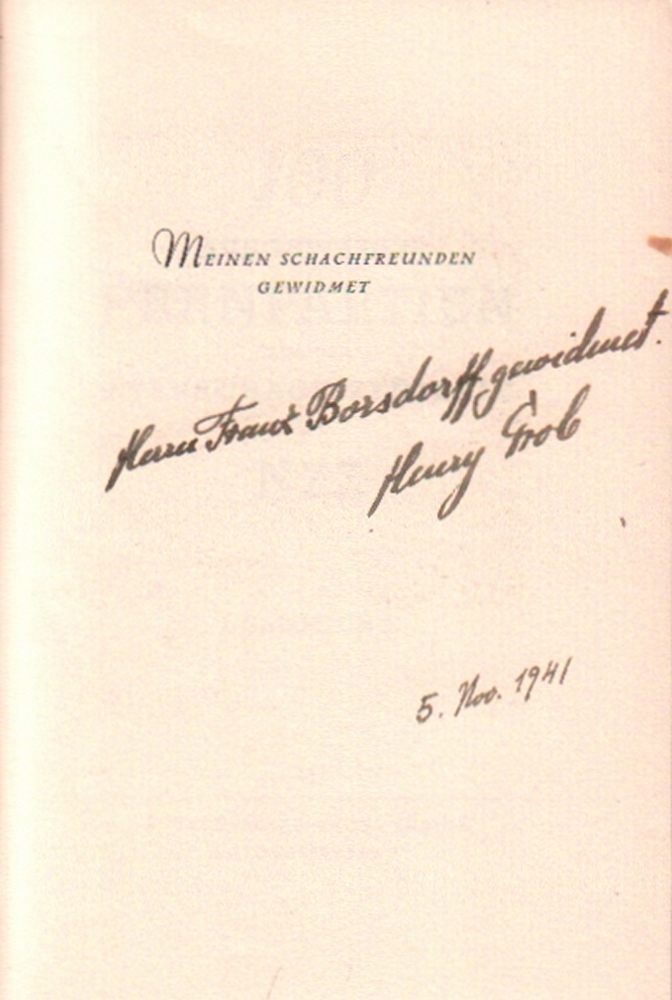 MEINEN SCHACHFREUNDEN
GEWIDMET
Herrn Franz Borsdorff gewidmet.
Henry Grob
5. Nov. 1941